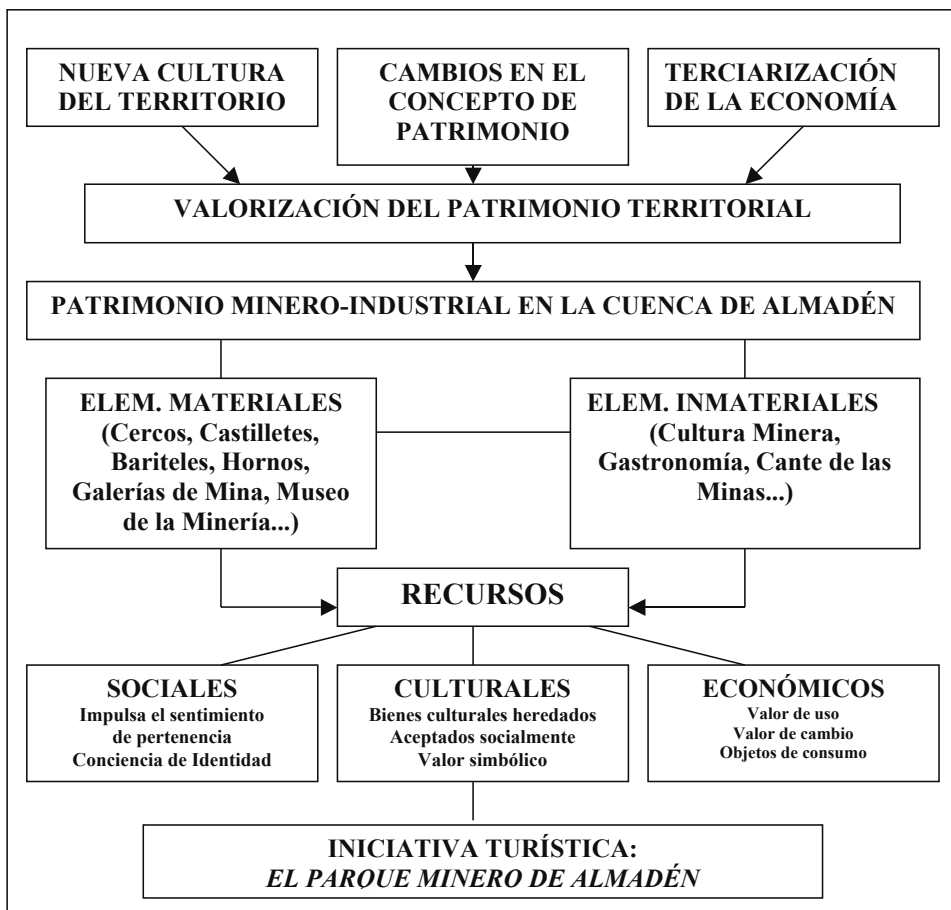 NUEVA CULTURA
DEL TERRITORIO
CAMBIOS EN EL
CONCEPTO DE
PATRIMONIO
TERCIARIZACIÓN
DE LA ECONOMÍA
VALORIZACIÓN DEL PATRIMONIO TERRITORIAL
PATRIMONIO MINERO-INDUSTRIAL EN LA CUENCA DE ALMADÉN
ELEM. MATERIALES
(Cercos, Castilletes,
Bariteles, Hornos,
Galerías de Mina, Museo
de la Minería...)
ELEM. INMATERIALES
(Cultura Minera,
Gastronomía, Cante de las
Minas...)
RECURSOS
SOCIALES
Impulsa el sentimiento
de pertenencia
Conciencia de Identidad
CULTURALES
Bienes culturales heredados
Aceptados socialmente
Valor simbólico
ECONÓMICOS
Valor de uso
Valor de cambio
Objetos de consumo
INICIATIVA TURÍSTICA:
EL PARQUE MINERO DE ALMADÉN